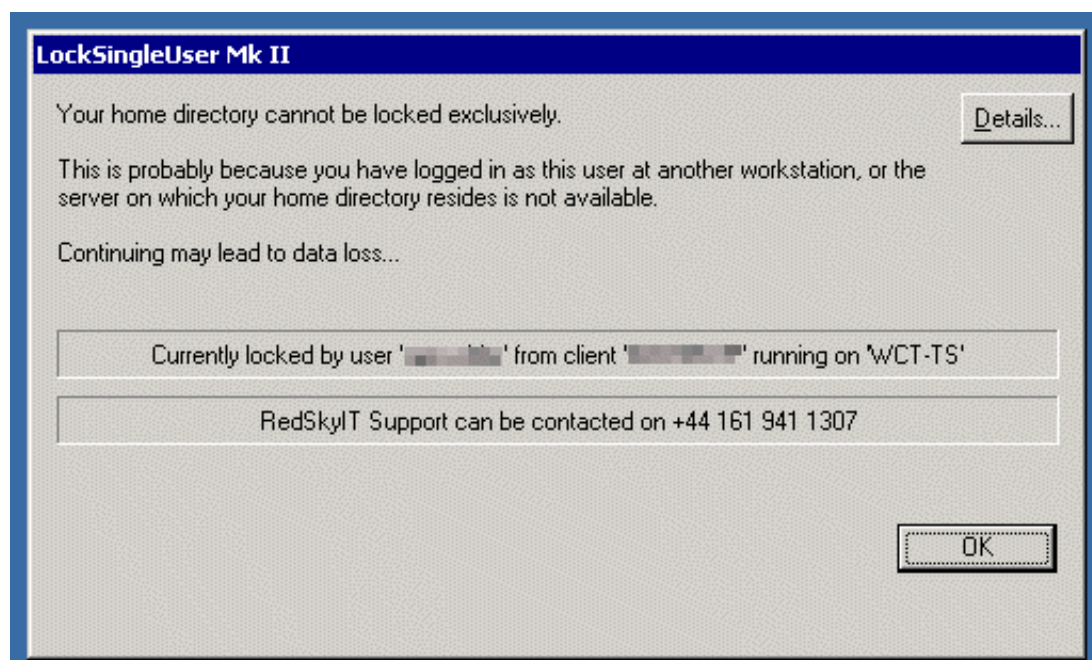 LockSingleUser Mk II
Your home directory cannot be locked exclusively.
Details...
This is probably because you have logged in as this user at another workstation, or the
server on which your home directory resides is not available.
Continuing may lead to data loss...
Currently locked by user '' from client '' running on 'WCT-TS'
RedSkyIT Support can be contacted on +44 161 941 1307
OK